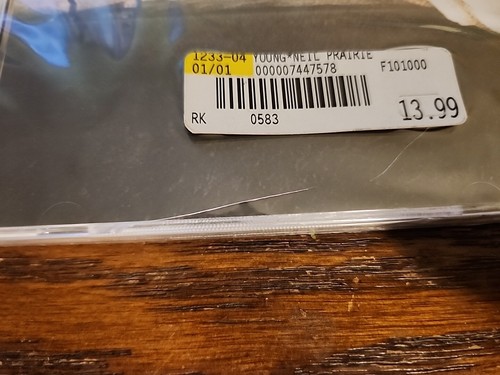 1233-04 YOUNG NEIL PRAIRIE
01/01 000007447578 F101000
13.99
RK 0583